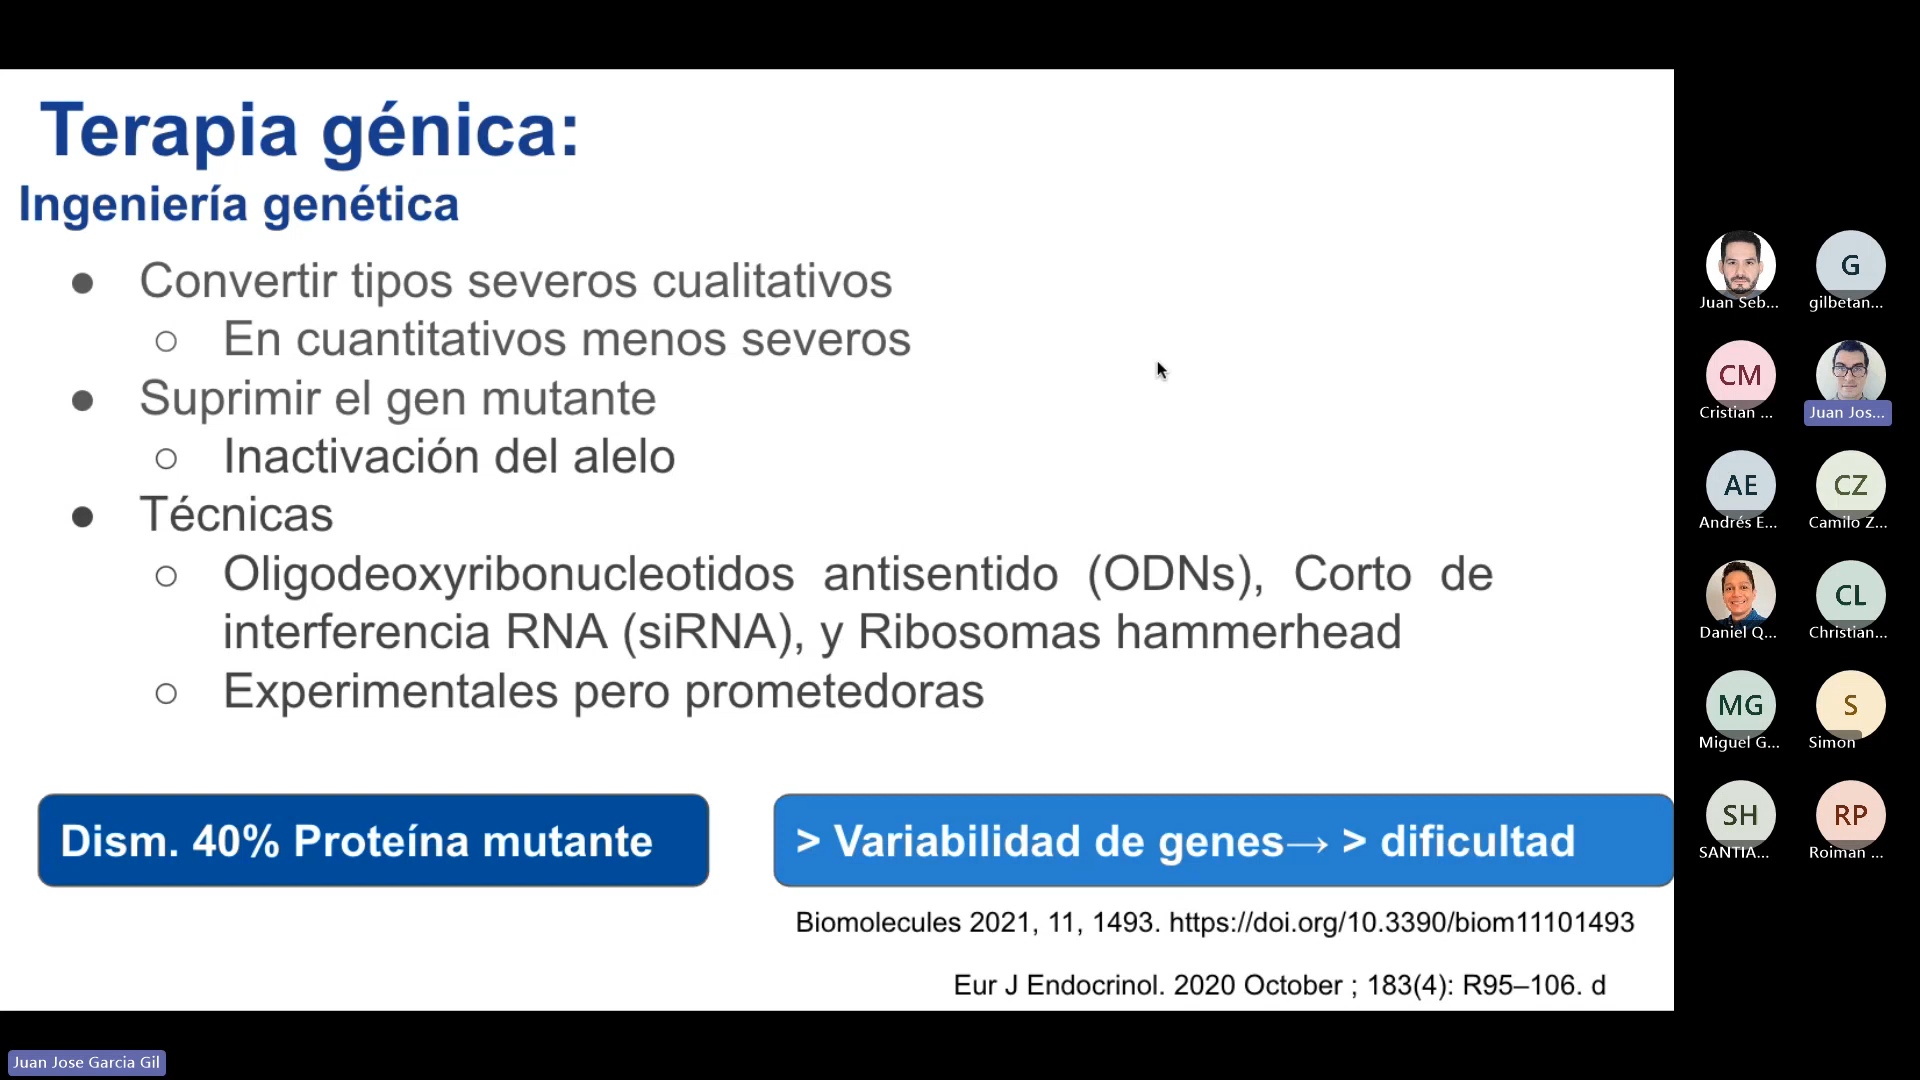 Terapia génica:
Ingeniería genética
● Convertir tipos severos cualitativos
○ En cuantitativos menos severos
● Suprimir el gen mutante
○ Inactivación del alelo
● Técnicas
○ Oligodeoxyribonucleotidos antisentido (ODNs), Corto de
interferencia RNA (siRNA), y Ribosomas hammerhead
○ Experimentales pero prometedoras
Dism. 40% Proteína mutante
> Variabilidad de genes→ > dificultad
Biomolecules 2021, 11, 1493. https://doi.org/10.3390/biom11101493
Eur J Endocrinol. 2020 October ; 183(4): R95–106. d
Juan Seb...
G
gilbetan...
CM
Cristian ...
Juan Jos...
AE
Andrés E...
CZ
Camilo Z...
Daniel Q...
CL
Christian...
MG
Miguel G...
S
Simon
SH
SANTIA...
RP
Roiman ...
Juan Jose Garcia Gil